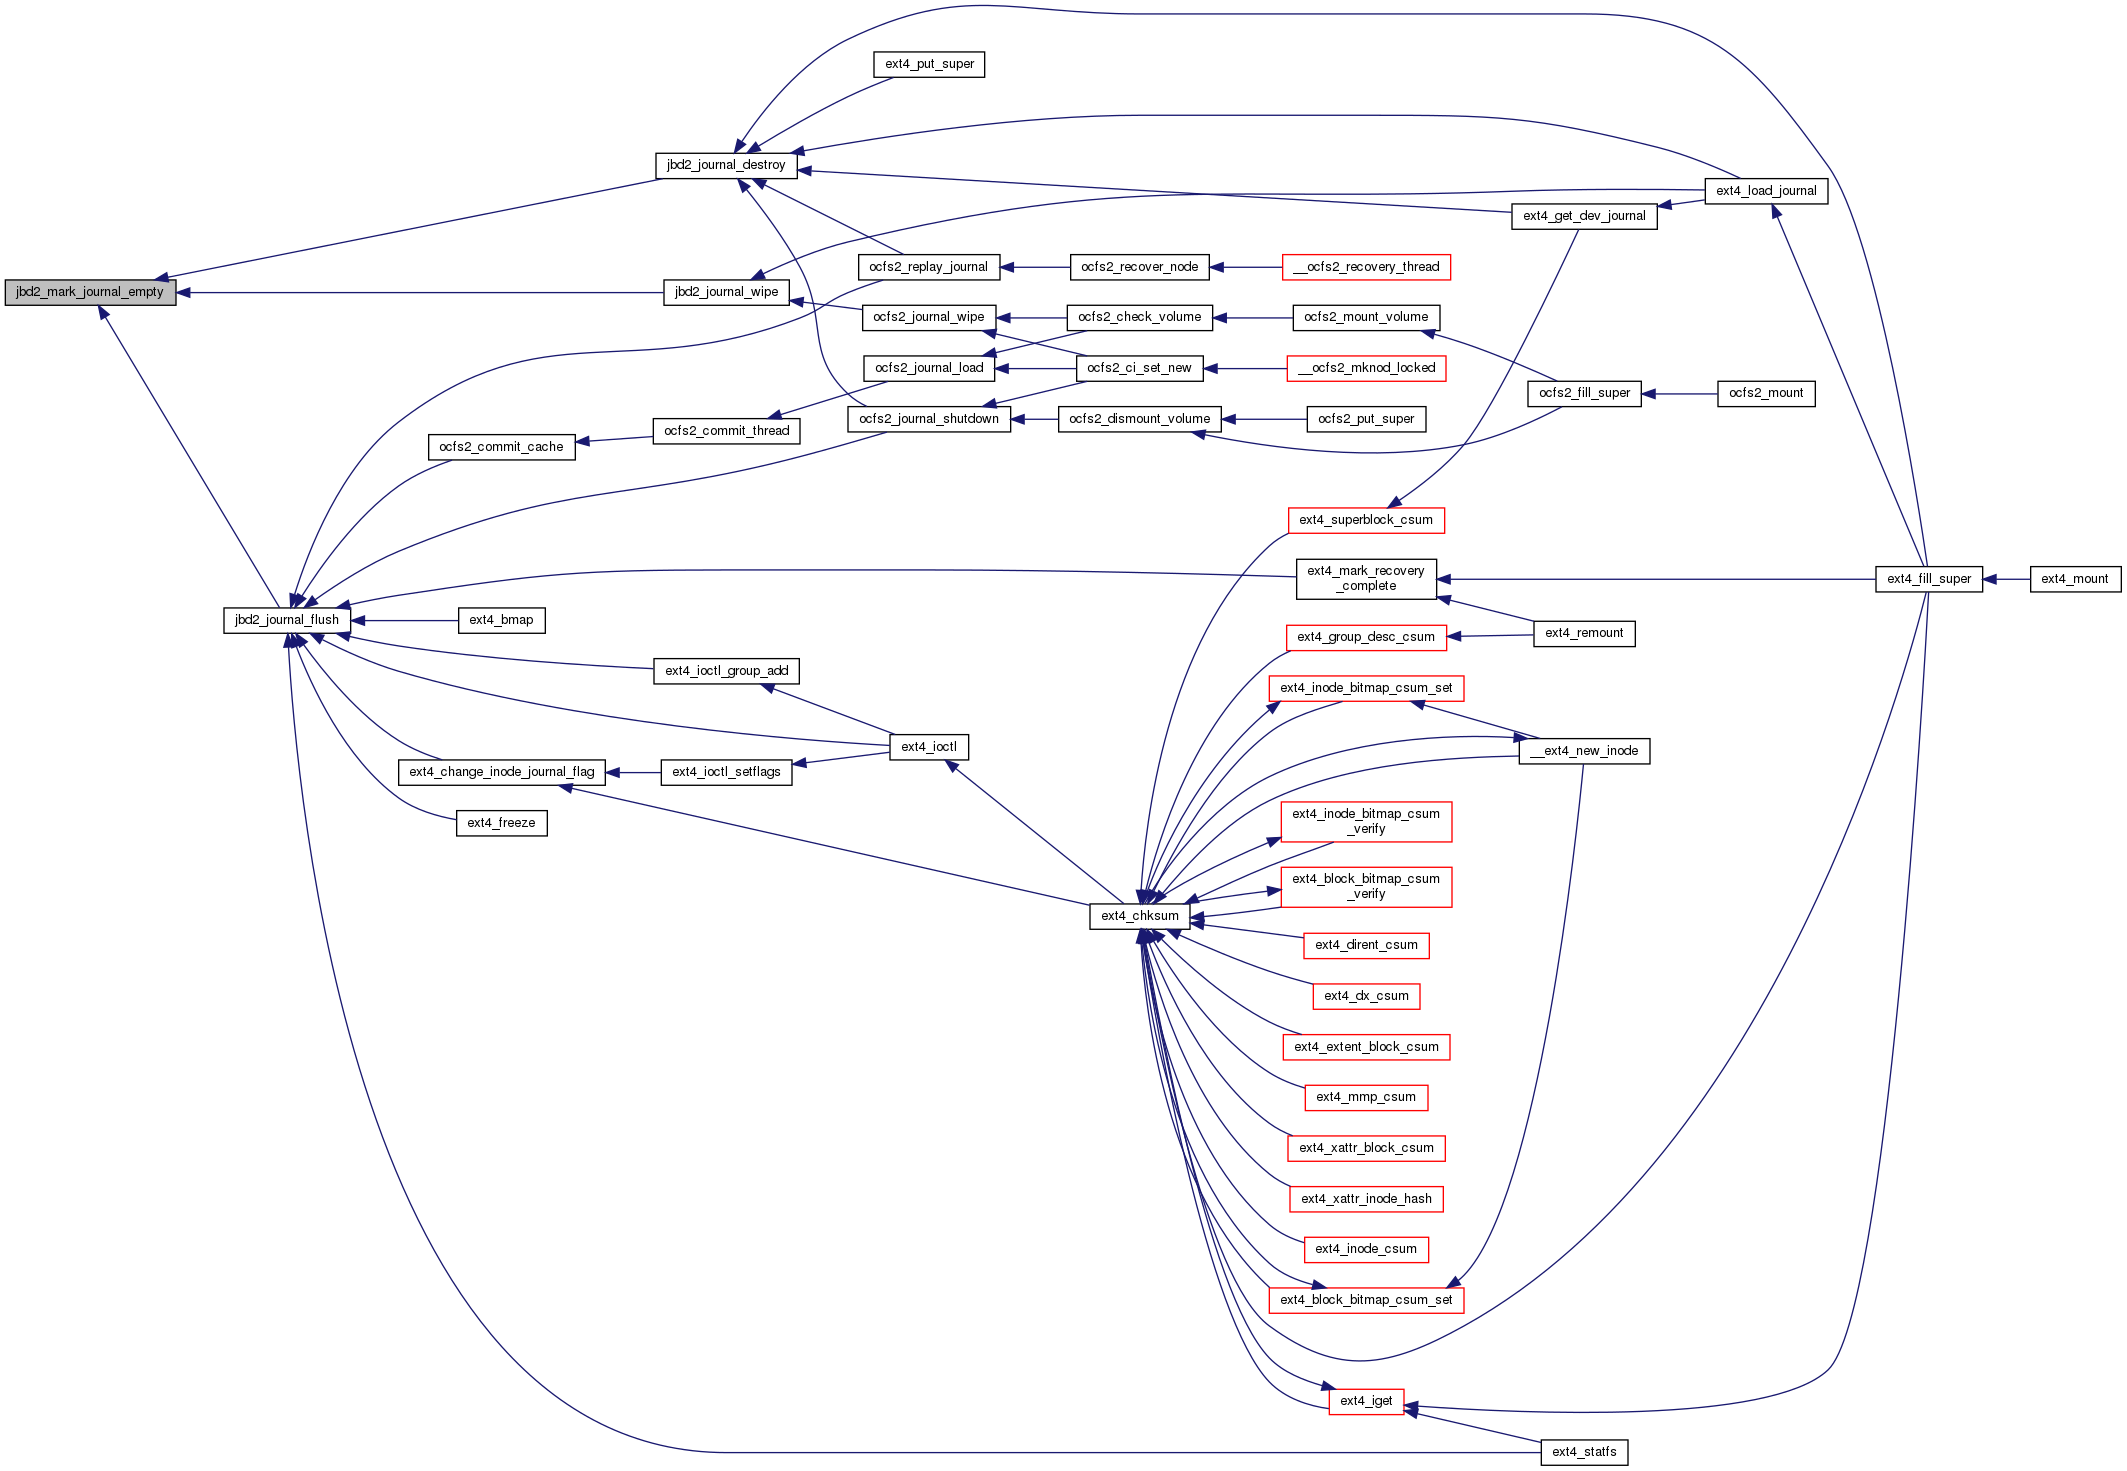 ext4_put_super
jbd2_journal_destroy
ext4_load_journal
ext4_get_dev_journal
ocfs2_replay_journal
ocfs2_recover_node
__ocfs2_recovery_thread
jbd2_mark_journal_empty
jbd2_journal_wipe
ocfs2_journal_wipe
ocfs2_check_volume
ocfs2_mount_volume
ocfs2_journal_load
ocfs2_ci_set_new
__ocfs2_mknod_locked
ocfs2_fill_super
ocfs2_mount
ocfs2_journal_shutdown
ocfs2_dismount_volume
ocfs2_put_super
ocfs2_commit_thread
ocfs2_commit_cache
ext4_superblock_csum
ext4_mark_recovery
_complete
ext4_fill_super
ext4_mount
jbd2_journal_flush
ext4_bmap
ext4_group_desc_csum
ext4_remount
ext4_ioctl_group_add
ext4_inode_bitmap_csum_set
ext4_ioctl
__ext4_new_inode
ext4_change_inode_journal_flag
ext4_ioctl_setflags
ext4_freeze
ext4_inode_bitmap_csum
_verify
ext4_block_bitmap_csum
_verify
ext4_chksum
ext4_dirent_csum
ext4_dx_csum
ext4_extent_block_csum
ext4_mmp_csum
ext4_xattr_block_csum
ext4_xattr_inode_hash
ext4_inode_csum
ext4_block_bitmap_csum_set
ext4_iget
ext4_statfs